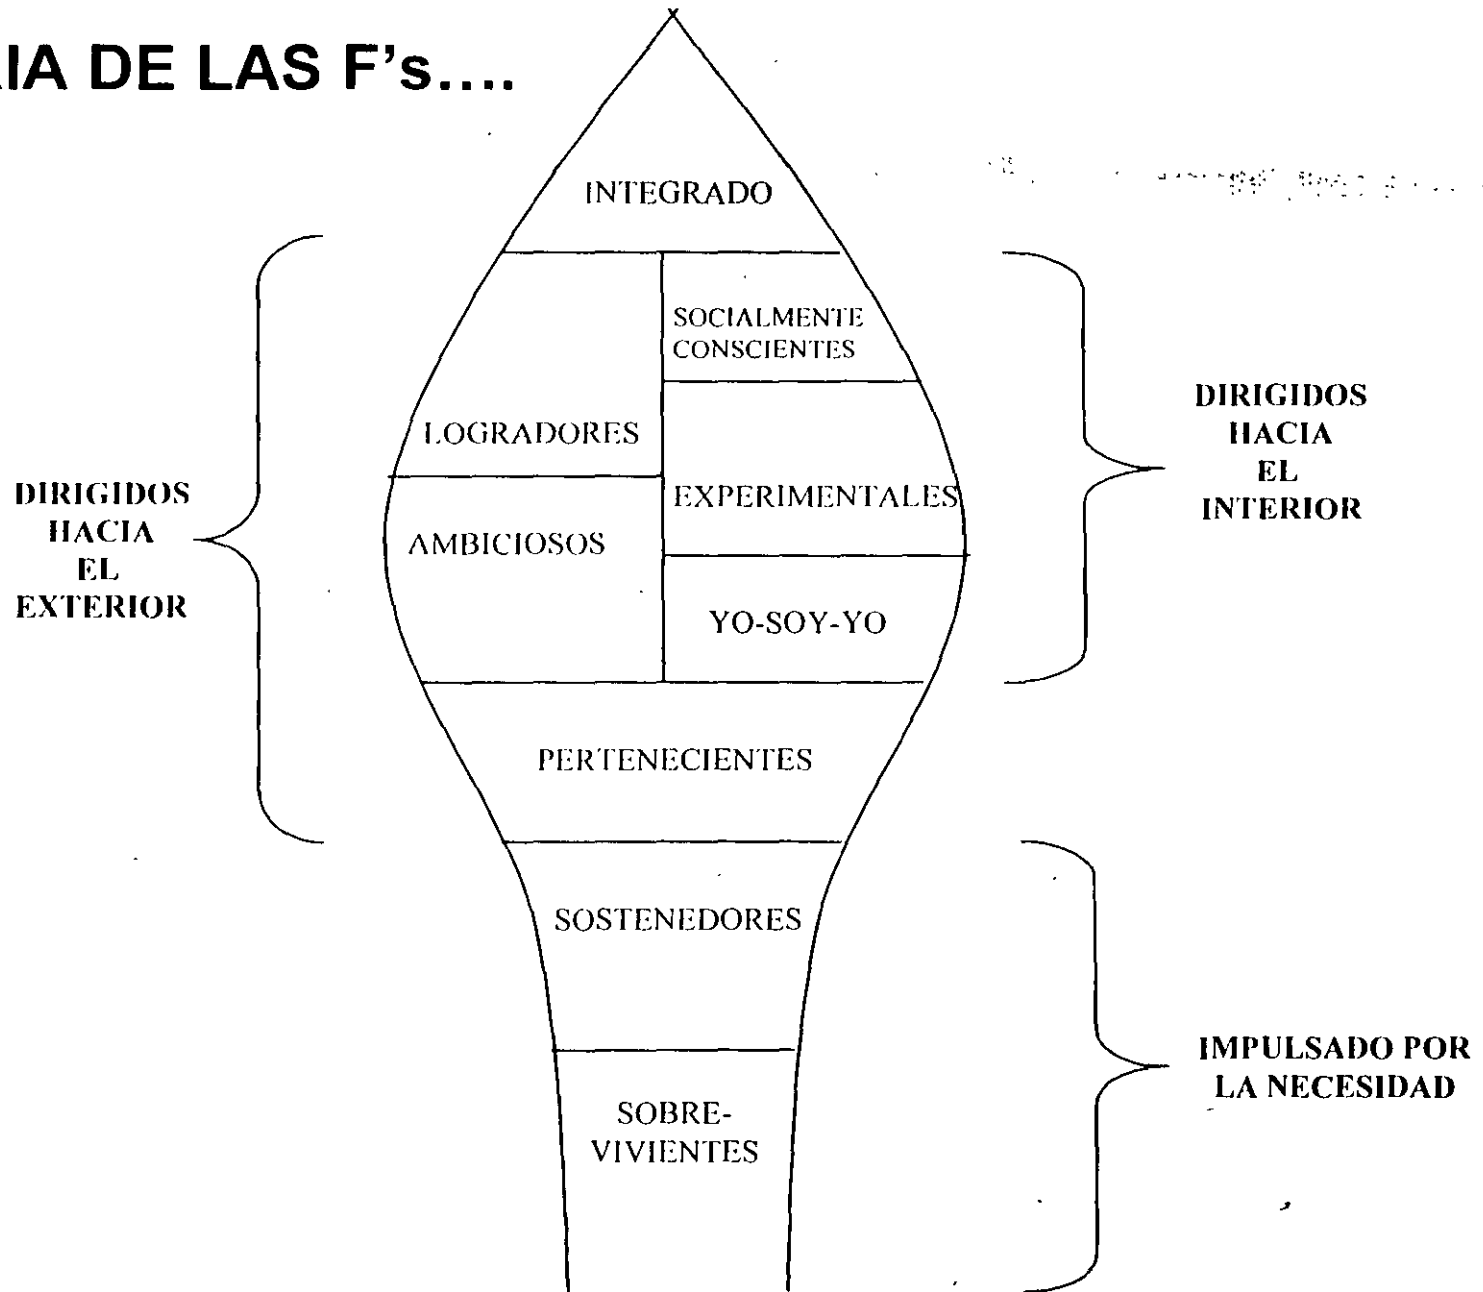 RIA DE LAS F's....
INTEGRADO
SOCIALMENTE
CONSCIENTES
LOGRADORES
EXPERIMENTALES
AMBICIOSOS
YO-SOY-YO
PERTENECIENTES
SOSTENEDORES
SOBRE-
VIVIENTES
DIRIGIDOS
HACIA
EL
EXTERIOR
DIRIGIDOS
HACIA
EL
INTERIOR
IMPULSADO POR
LA NECESIDAD